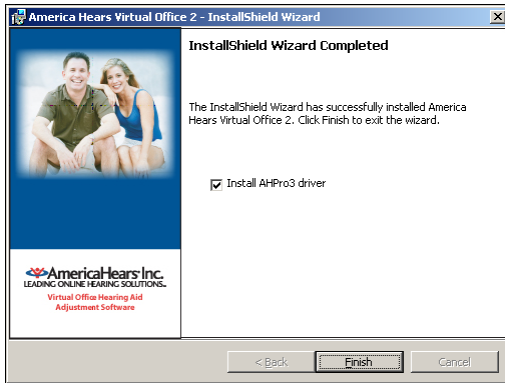 America Hears Virtual Office 2 - InstallShield Wizard
InstallShield Wizard Completed
The InstallShield Wizard has successfully installed America
Hears Virtual Office 2. Click Finish to exit the wizard.
Install AHPro3 driver
AmericaHears Inc.
LEADING ONLINE HEARING SOLUTIONS
Virtual Office Hearing Aid
Adjustment Software
< Back
Finish
Cancel